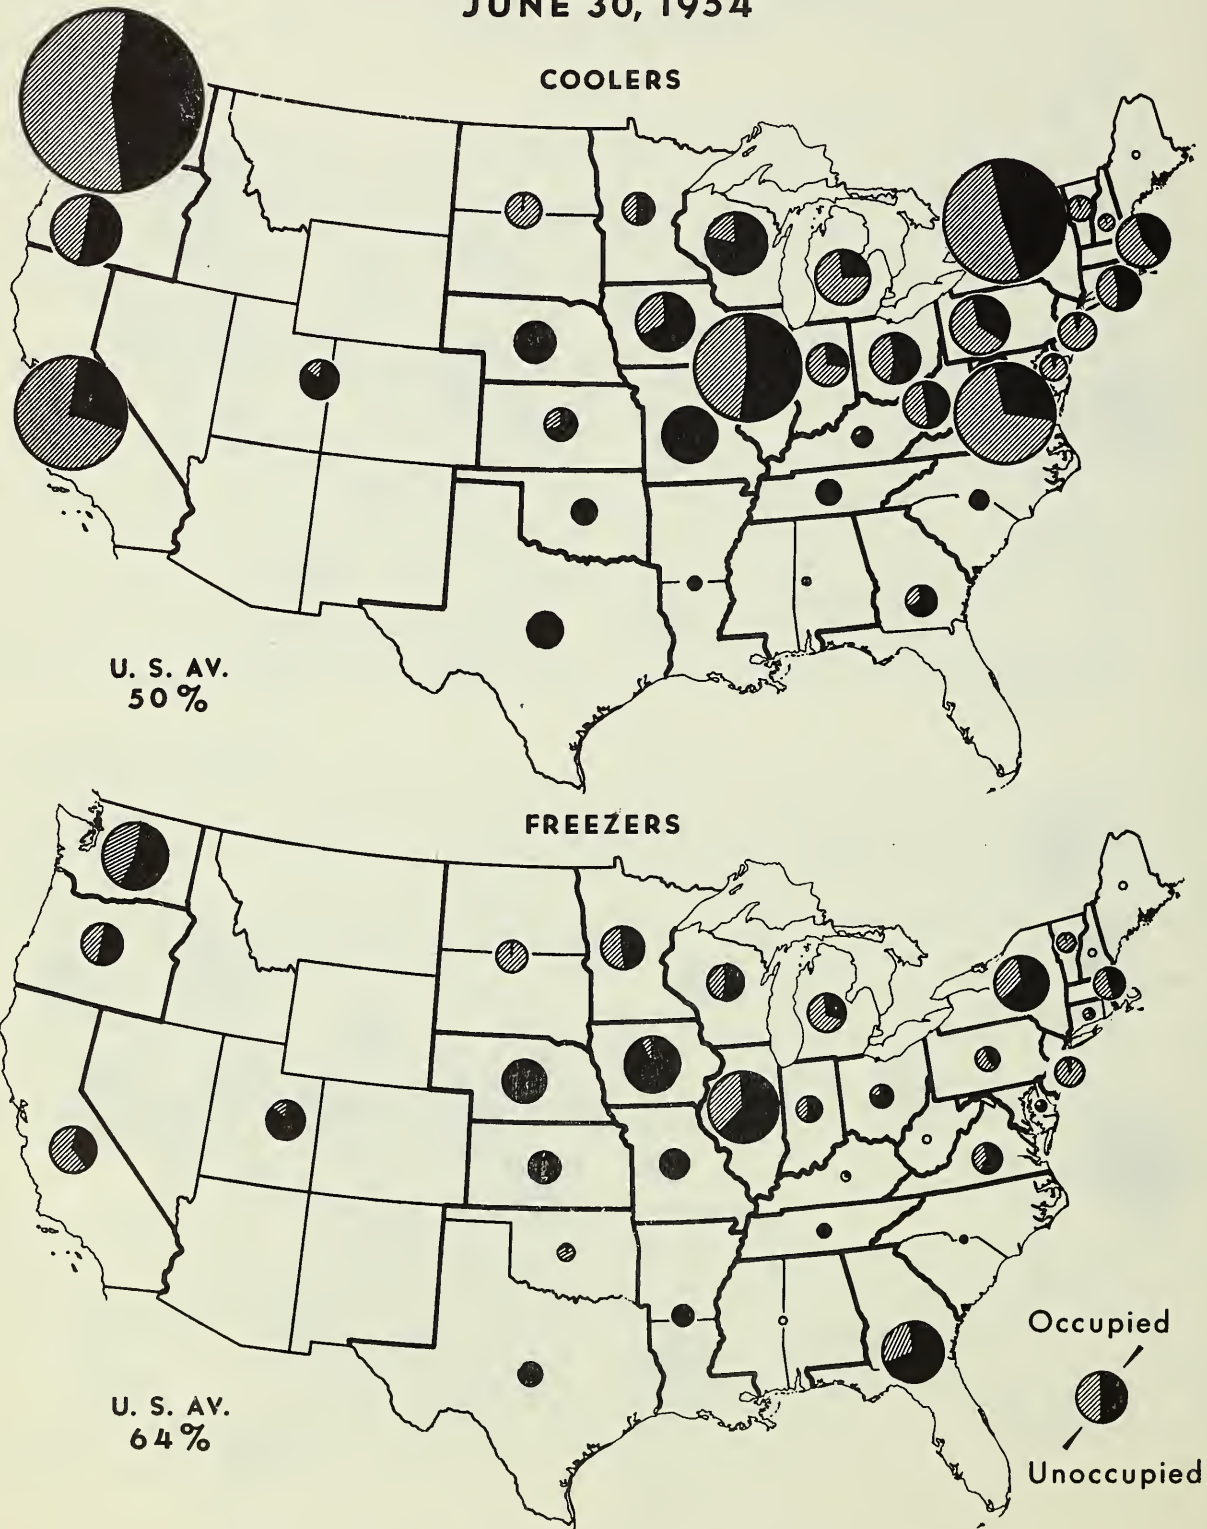 JUNE 30, 1954
COOLERS
U. S. AV.
50%
FREEZERS
Occupied
U. S. AV.
64%
Unoccupied